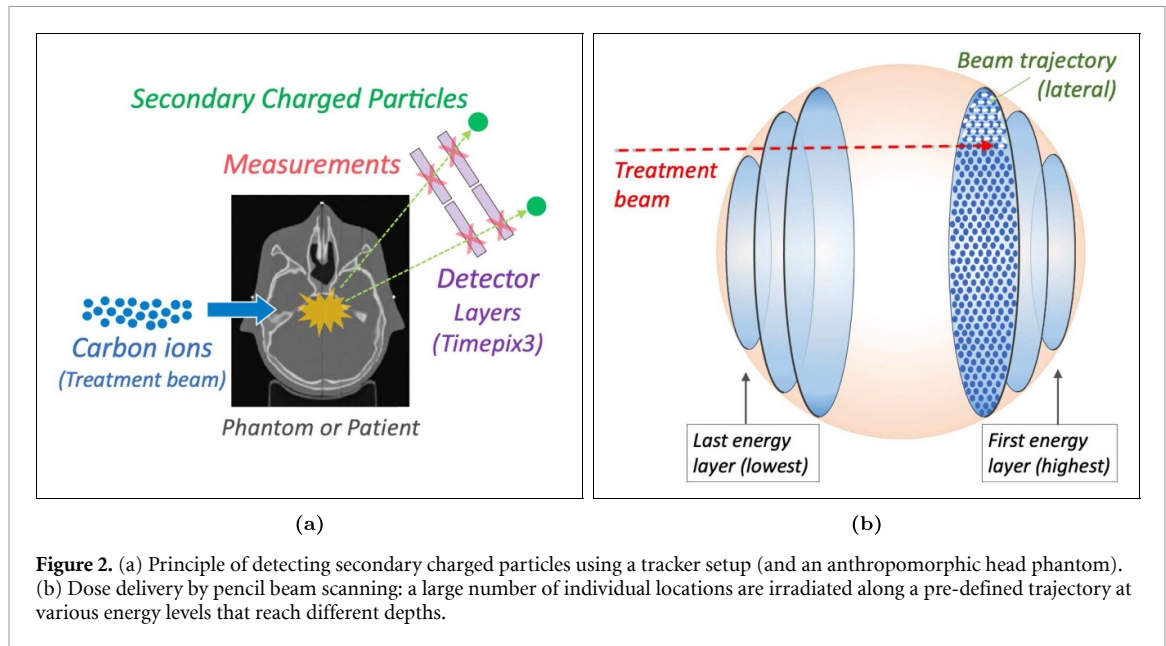 Secondary Charged Particles
Measurements
Detector
Layers
(Timepix3)
Carbon ions
(Treatment beam)
Phantom or Patient
(a)
Beam trajectory
(lateral)
Treatment
beam
Last energy
layer (lowest)
First energy
layer (highest)
(b)
Figure 2. (a) Principle of detecting secondary charged particles using a tracker setup (and an anthropomorphic head phantom).
(b) Dose delivery by pencil beam scanning: a large number of individual locations are irradiated along a pre-defined trajectory at
various energy levels that reach different depths.